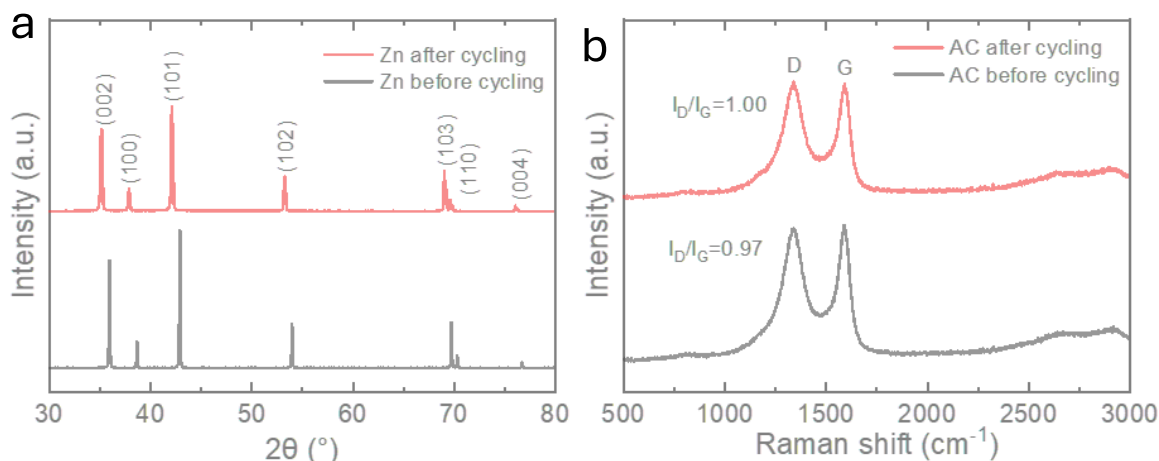 a
Zn after cycling
Zn before cycling
(002)
(100)
(101)
(102)
(103)
(110)
(004)
Intensity (a.u.)
30 40 50 60 70 80
2θ (°)
b
AC after cycling
AC before cycling
D G
I_D/I_G=1.00
I_D/I_G=0.97
Intensity (a.u.)
500 1000 1500 2000 2500 3000
Raman shift (cm⁻¹)